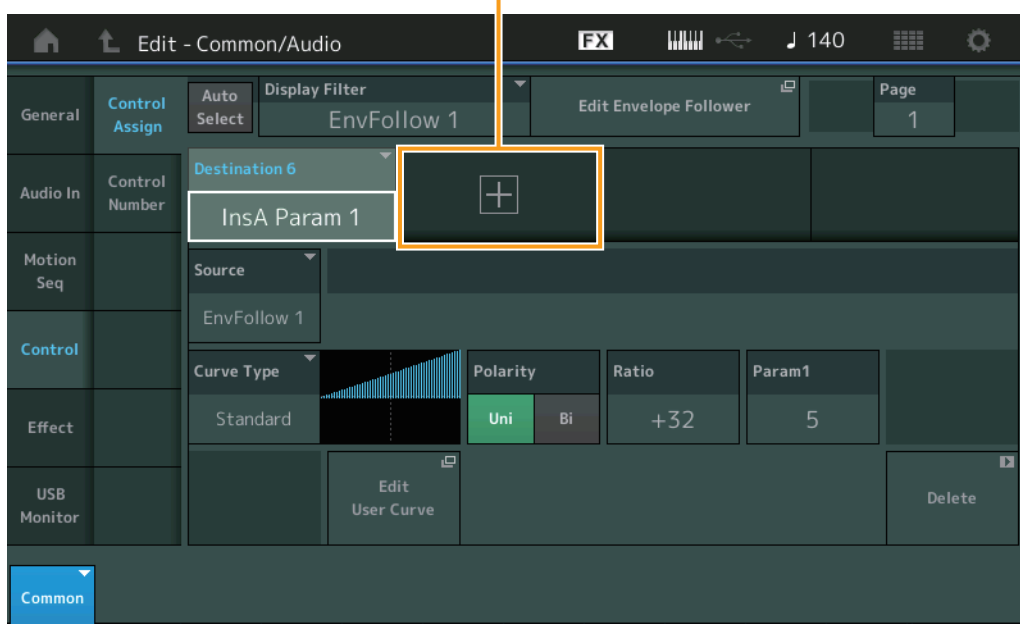 Edit - Common/Audio
FX
140
General
Control
Assign
Auto
Select
Display Filter
EnvFollow 1
Edit Envelope Follower
Page
1
Audio In
Control
Number
Destination 6
InsA Param 1
Motion
Seq
Source
EnvFollow 1
Control
Curve Type
Standard
Polarity
Uni
Bi
Ratio
+32
Param1
5
Effect
USB
Monitor
Edit
User Curve
Delete
Common